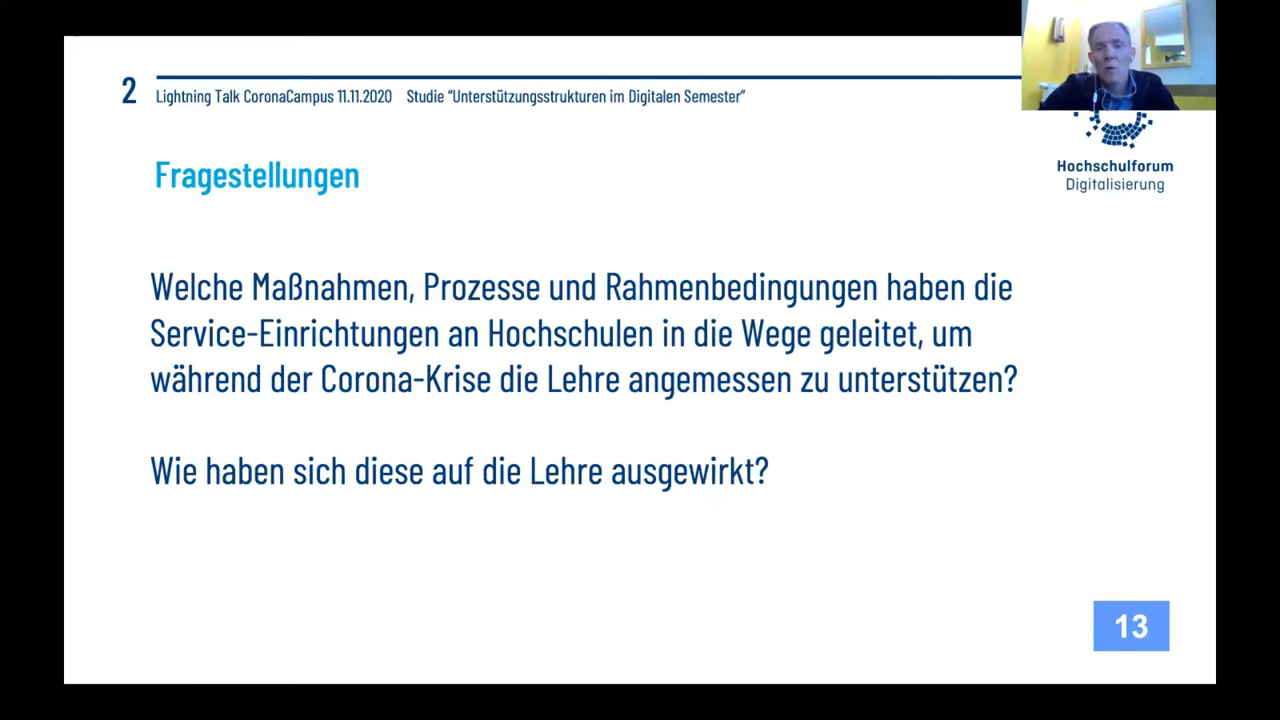 2
Lightning Talk CoronaCampus 11.11.2020 Studie "Unterstützungsstrukturen im Digitalen Semester"
Hochschulforum
Digitalisierung
Fragestellungen
Welche Maßnahmen, Prozesse und Rahmenbedingungen haben die
Service-Einrichtungen an Hochschulen in die Wege geleitet, um
während der Corona-Krise die Lehre angemessen zu unterstützen?
Wie haben sich diese auf die Lehre ausgewirkt?
13